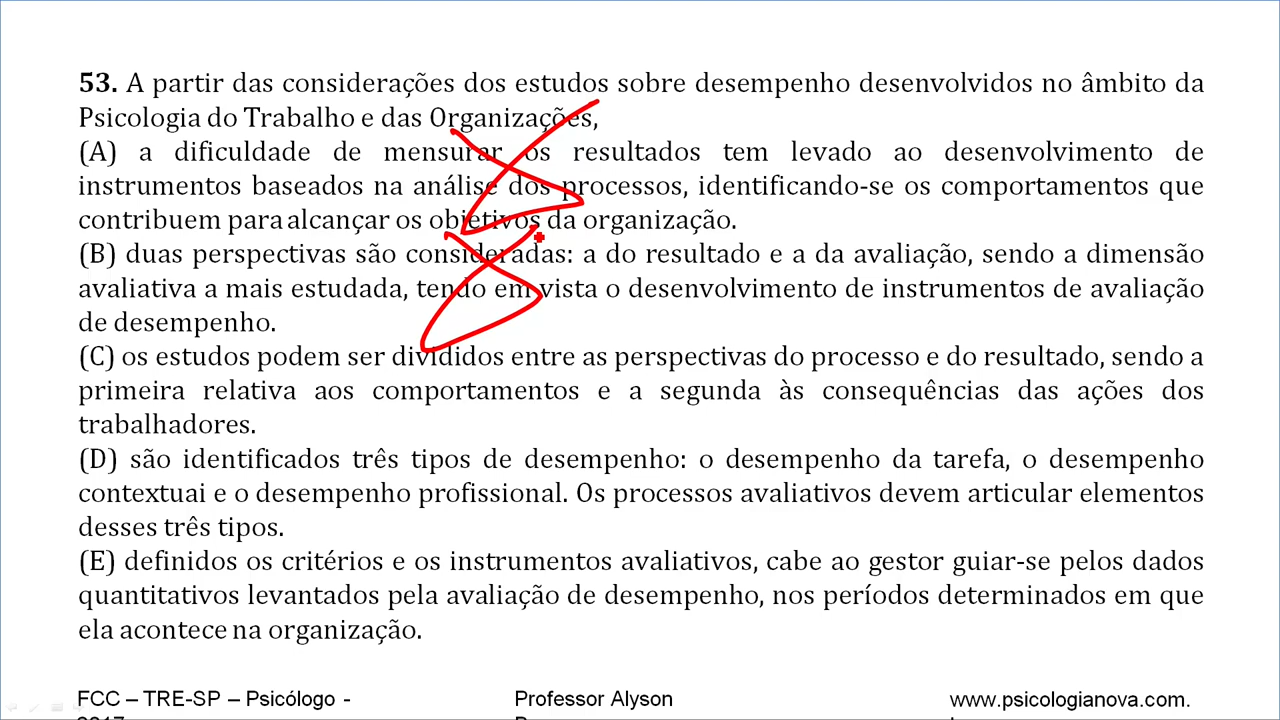 53. A partir das considerações dos estudos sobre desempenho desenvolvidos no âmbito da
Psicologia do Trabalho e das Organizações,
(A) a dificuldade de mensurar os resultados tem levado ao desenvolvimento de
instrumentos baseados na análise dos processos, identificando-se os comportamentos que
contribuem para alcançar os objetivos da organização.
(B) duas perspectivas são consideradas: a do resultado e a da avaliação, sendo a dimensão
avaliativa a mais estudada, tendo em vista o desenvolvimento de instrumentos de avaliação
de desempenho.
(C) os estudos podem ser divididos entre as perspectivas do processo e do resultado, sendo a
primeira relativa aos comportamentos e a segunda às consequências das ações dos
trabalhadores.
(D) são identificados três tipos de desempenho: o desempenho da tarefa, o desempenho
contextuai e o desempenho profissional. Os processos avaliativos devem articular elementos
desses três tipos.
(E) definidos os critérios e os instrumentos avaliativos, cabe ao gestor guiar-se pelos dados
quantitativos levantados pela avaliação de desempenho, nos períodos determinados em que
ela acontece na organização.
FCC – TRE-SP – Psicólogo -
2017
Professor Alyson
www.psicologianova.